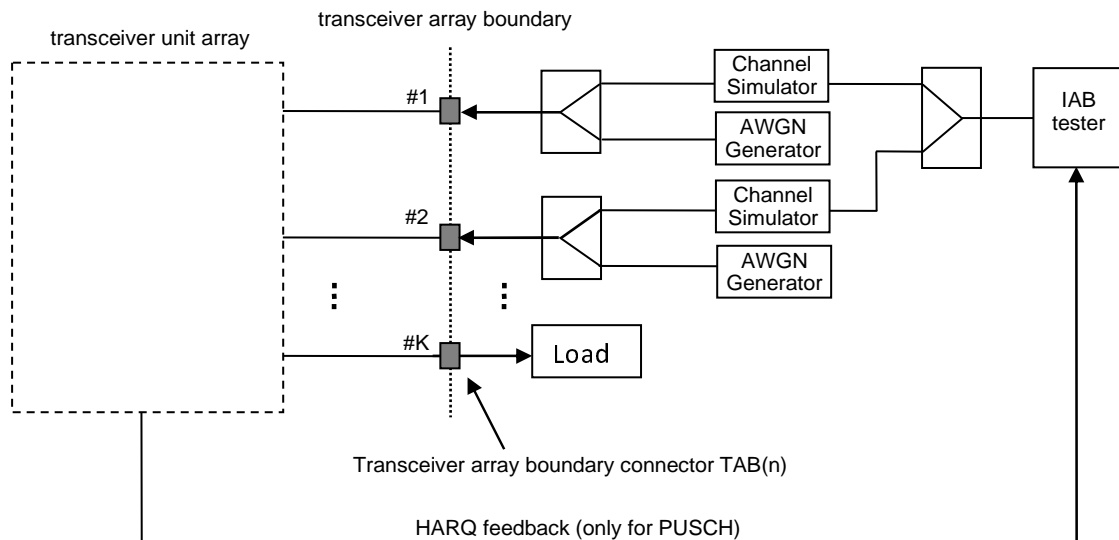 transceiver array boundary
transceiver unit array
Channel
Simulator
#1
IAB
tester
AWGN
Generator
Channel
Simulator
#2
AWGN
Generator
#K
Load
Transceiver array boundary connector TAB(n)
HARQ feedback (only for PUSCH)